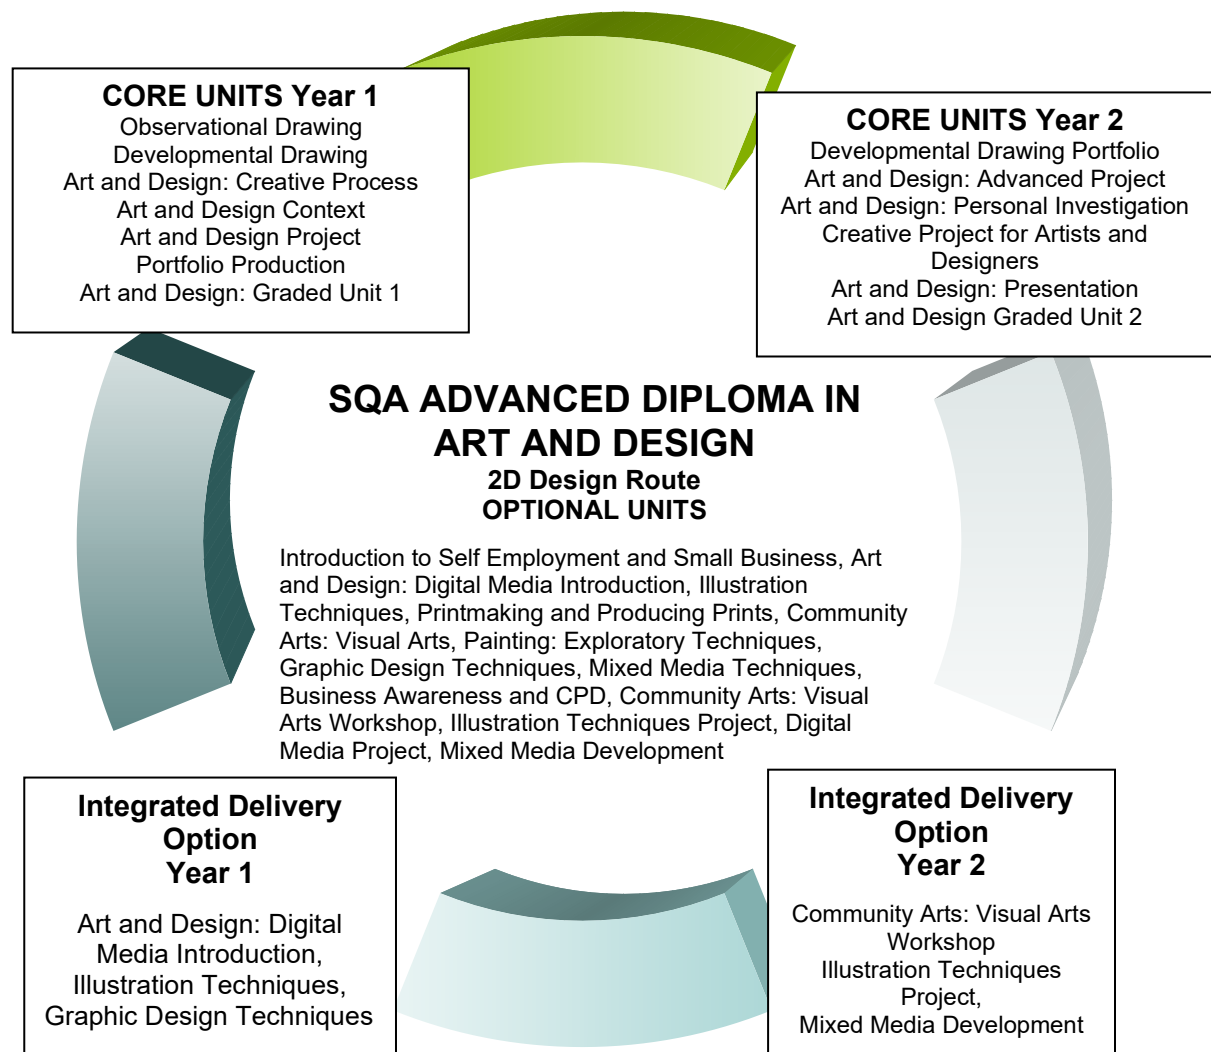 CORE UNITS Year 1
Observational Drawing
Developmental Drawing
Art and Design: Creative Process
Art and Design Context
Art and Design Project
Portfolio Production
Art and Design: Graded Unit 1
CORE UNITS Year 2
Developmental Drawing Portfolio
Art and Design: Advanced Project
Art and Design: Personal Investigation
Creative Project for Artists and
Designers
Art and Design: Presentation
Art and Design Graded Unit 2
SQA ADVANCED DIPLOMA IN
ART AND DESIGN
2D Design Route
OPTIONAL UNITS
Introduction to Self Employment and Small Business, Art
and Design: Digital Media Introduction, Illustration
Techniques, Printmaking and Producing Prints, Community
Arts: Visual Arts, Painting: Exploratory Techniques,
Graphic Design Techniques, Mixed Media Techniques,
Business Awareness and CPD, Community Arts: Visual
Arts Workshop, Illustration Techniques Project, Digital
Media Project, Mixed Media Development
Integrated Delivery
Option
Year 1
Art and Design: Digital
Media Introduction,
Illustration Techniques,
Graphic Design Techniques
Integrated Delivery
Option
Year 2
Community Arts: Visual Arts
Workshop
Illustration Techniques
Project,
Mixed Media Development